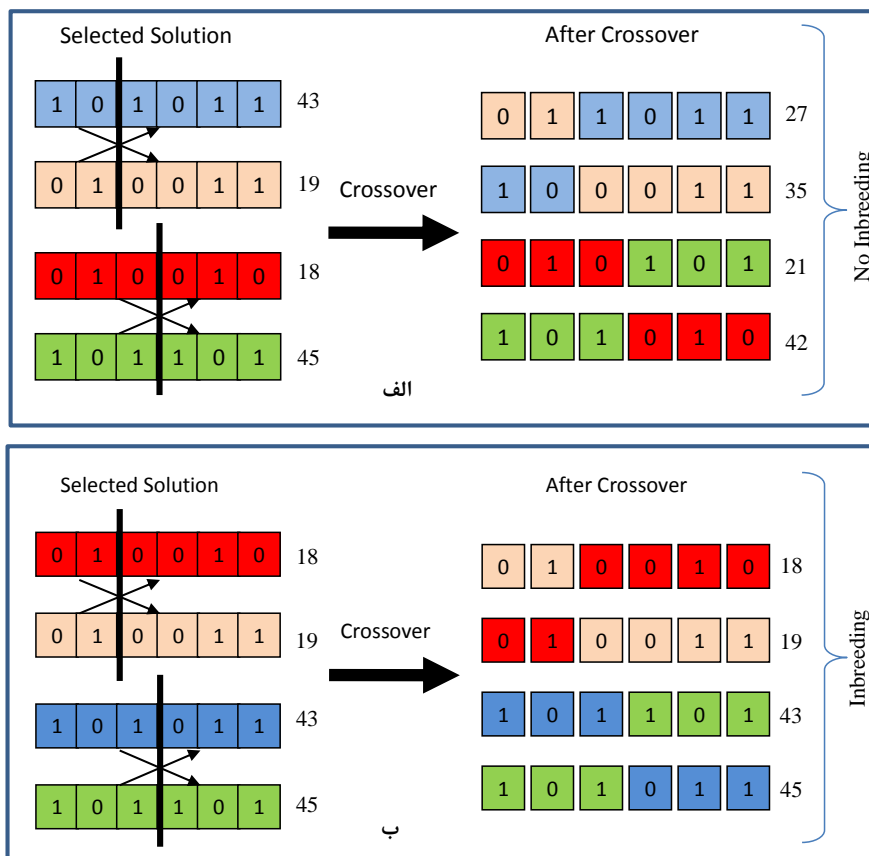 Selected Solution
After Crossover
1 0 1 0 1 1 43
0 1 1 0 1 1 27
0 1 0 0 1 1 19
1 0 0 0 1 1 35
Crossover
0 1 0 0 1 0 18
0 1 0 1 0 1 21
1 0 1 1 0 1 45
1 0 1 0 1 0 42
No Inbreeding
الف
Selected Solution
After Crossover
0 1 0 0 1 0 18
0 1 0 0 1 0 18
0 1 0 0 1 1 19
0 1 0 0 1 1 19
Crossover
1 0 1 0 1 1 43
1 0 1 1 0 1 43
1 0 1 1 0 1 45
1 0 1 0 1 1 45
Inbreeding
ب